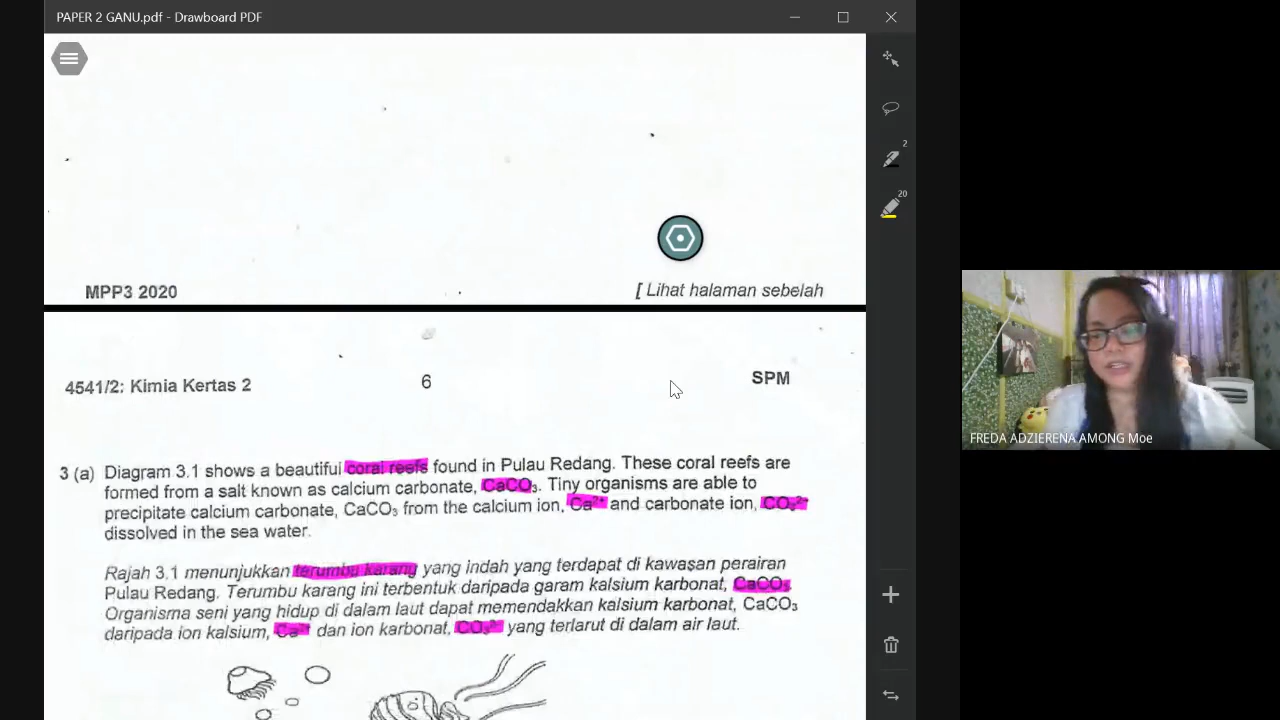 PAPER 2 GANU.pdf - Drawboard PDF
2
20
MPP3 2020
[ Lihat halaman sebelah
4541/2: Kimia Kertas 2
6
SPM
3 (a) Diagram 3.1 shows a beautiful coral reefs found in Pulau Redang. These coral reefs are
formed from a salt known as calcium carbonate, CaCO₃. Tiny organisms are able to
precipitate calcium carbonate, CaCO₃ from the calcium ion, Ca²⁺ and carbonate ion, CO₃²⁻
dissolved in the sea water.
Rajah 3.1 menunjukkan terumbu karang yang indah yang terdapat di kawasan perairan
Pulau Redang. Terumbu karang ini terbentuk daripada garam kalsium karbonat, CaCO₃
Organisma seni yang hidup di dalam laut dapat memendakkan kalsium karbonat, CaCO₃
daripada ion kalsium, Ca²⁺ dan ion karbonat, CO₃²⁻ yang terlarut di dalam air laut.
FREDA ADZIERENA AMONG Moe